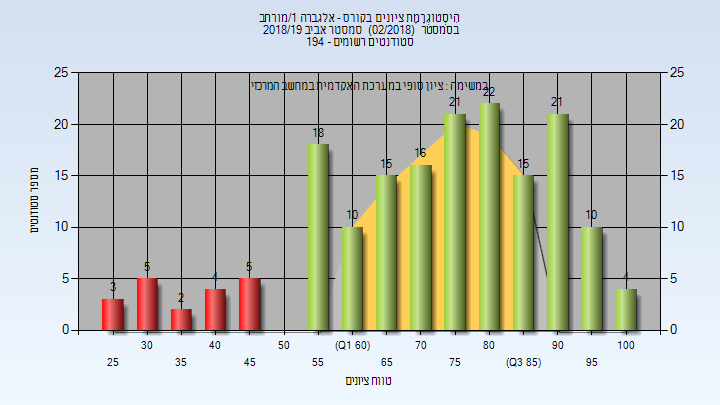 היסטוגרמת ציונים בקורס - אלגברה 1/מורחב
בסמסטר (02/2018) סמסטר אביב 2018/19
סטודנטים רשומים - 194
במשימה : ציון סופי במערכת האקדמית במחשב המרכזי
25 25
20 20
15 15
10 10
5 5
0 0
מספר סטודנטים
3 5 2 4 5 18 10 15 16 21 22 15 21 10 4
30 40 50 (Q1 60) 70 80 90 100
25 35 45 55 65 75 (Q3 85) 95
טווח ציונים